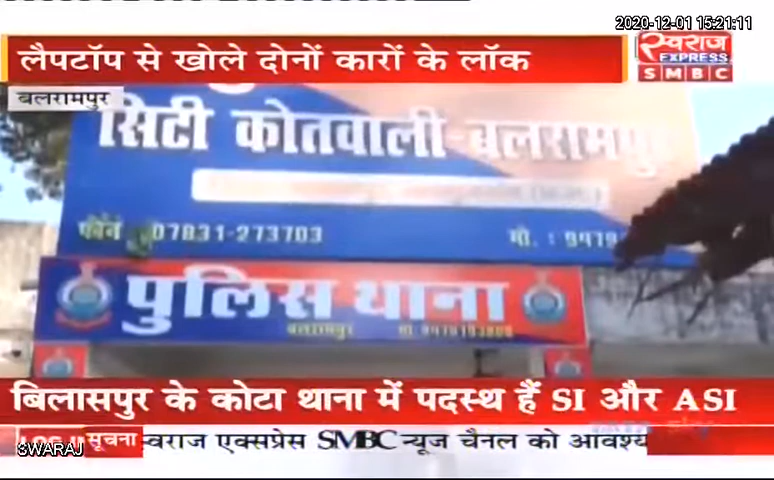 2020-12-01 15:21:11
लैपटॉप से खोले दोनों कारों के लॉक
स्वराज
EXPRESS
SMBC
बलरामपुर
सिटी कोतवाली-बलरामपुर
फोन 07831-273703
मो. : 9479
पुलिस थाना
बलरामपुर
बिलासपुर के कोटा थाना में पदस्थ हैं SI और ASI
सूचना
स्वराज एक्सप्रेस SMBC न्यूज चैनल को आवश्य
SWARAJ